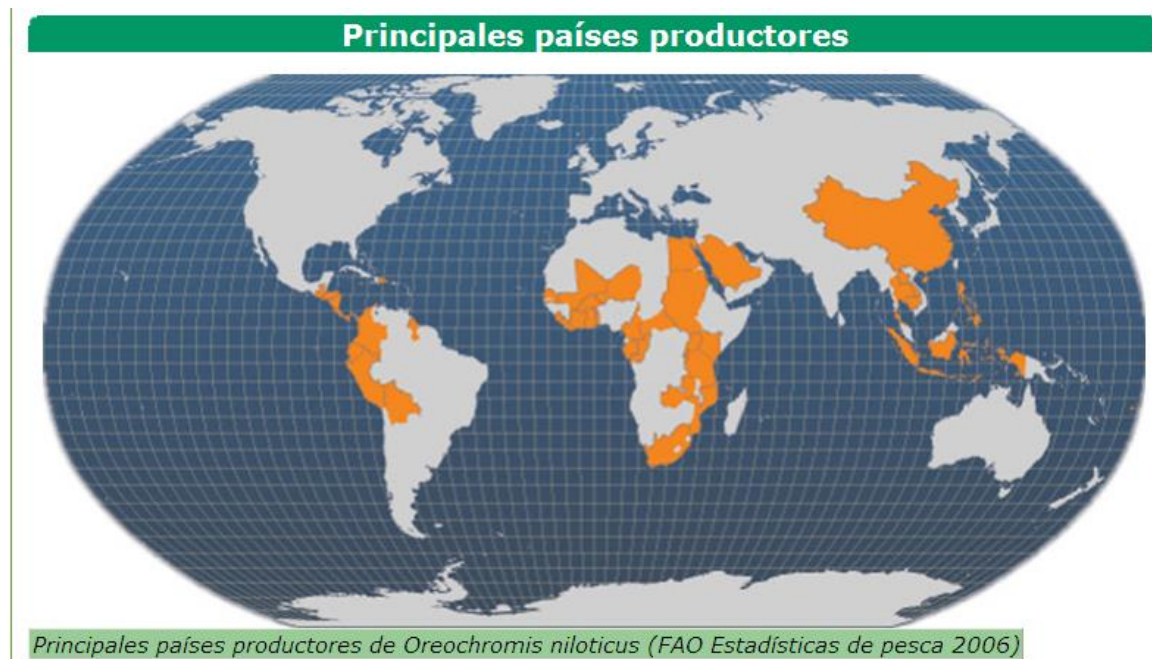 Principales países productores
Principales países productores de Oreochromis niloticus (FAO Estadísticas de pesca 2006)